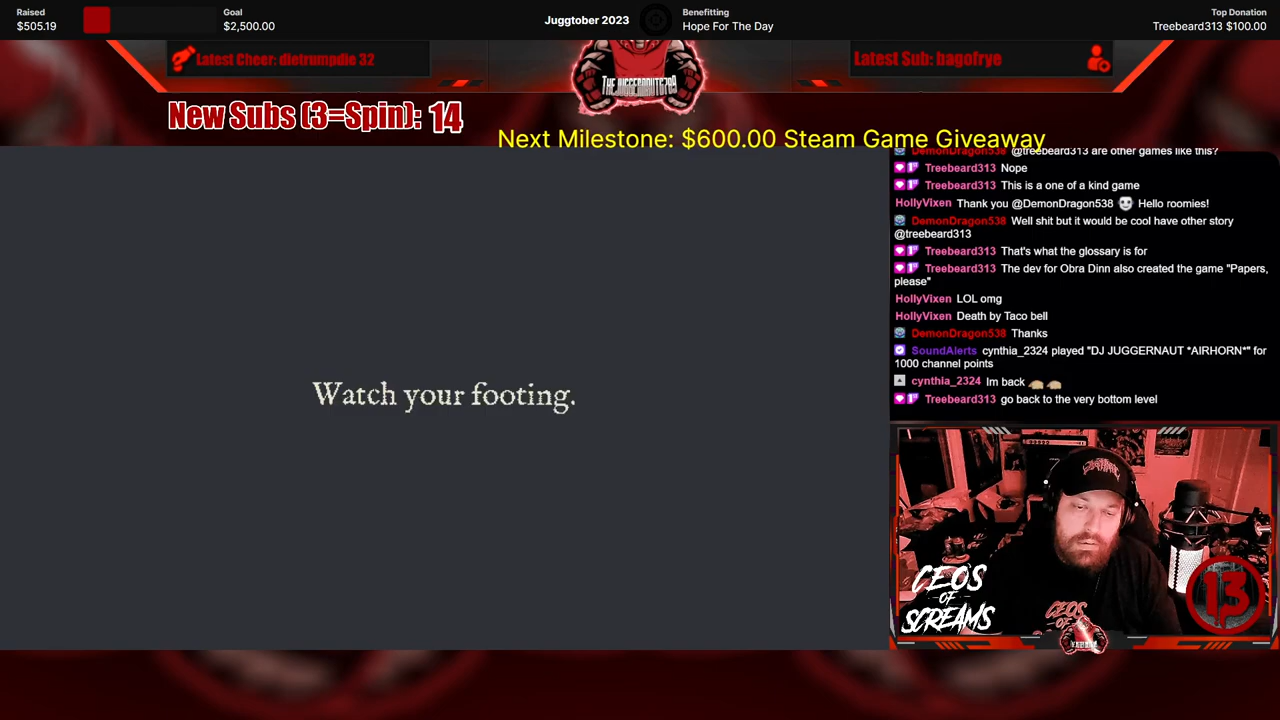 Raised
$505.19
Goal
$2,500.00
Juggtober 2023
Benefitting
Hope For The Day
Top Donation
Treebeard313 $100.00
Latest Cheer: dietrumpdie 32
THEJUGGERNAUT6789
Latest Sub: hagofrye
New Subs (3=Spin): 14
Next Milestone: $600.00 Steam Game Giveaway
DemonDragon538 @treebeard313 are other games like this?
Treebeard313 Nope
Treebeard313 This is a one of a kind game
HollyVixen Thank you @DemonDragon538 Hello roomies!
DemonDragon538 Well shit but it would be cool have other story
@treebeard313
Treebeard313 That's what the glossary is for
Treebeard313 The dev for Obra Dinn also created the game "Papers,
please"
HollyVixen LOL omg
HollyVixen Death by Taco bell
DemonDragon538 Thanks
SoundAlerts cynthia_2324 played "DJ JUGGERNAUT *AIRHORN*" for
1000 channel points
cynthia_2324 Im back
Treebeard313 go back to the very bottom level
Watch your footing.
CEOS
OF
SCREAMS
CEOS
OF
13